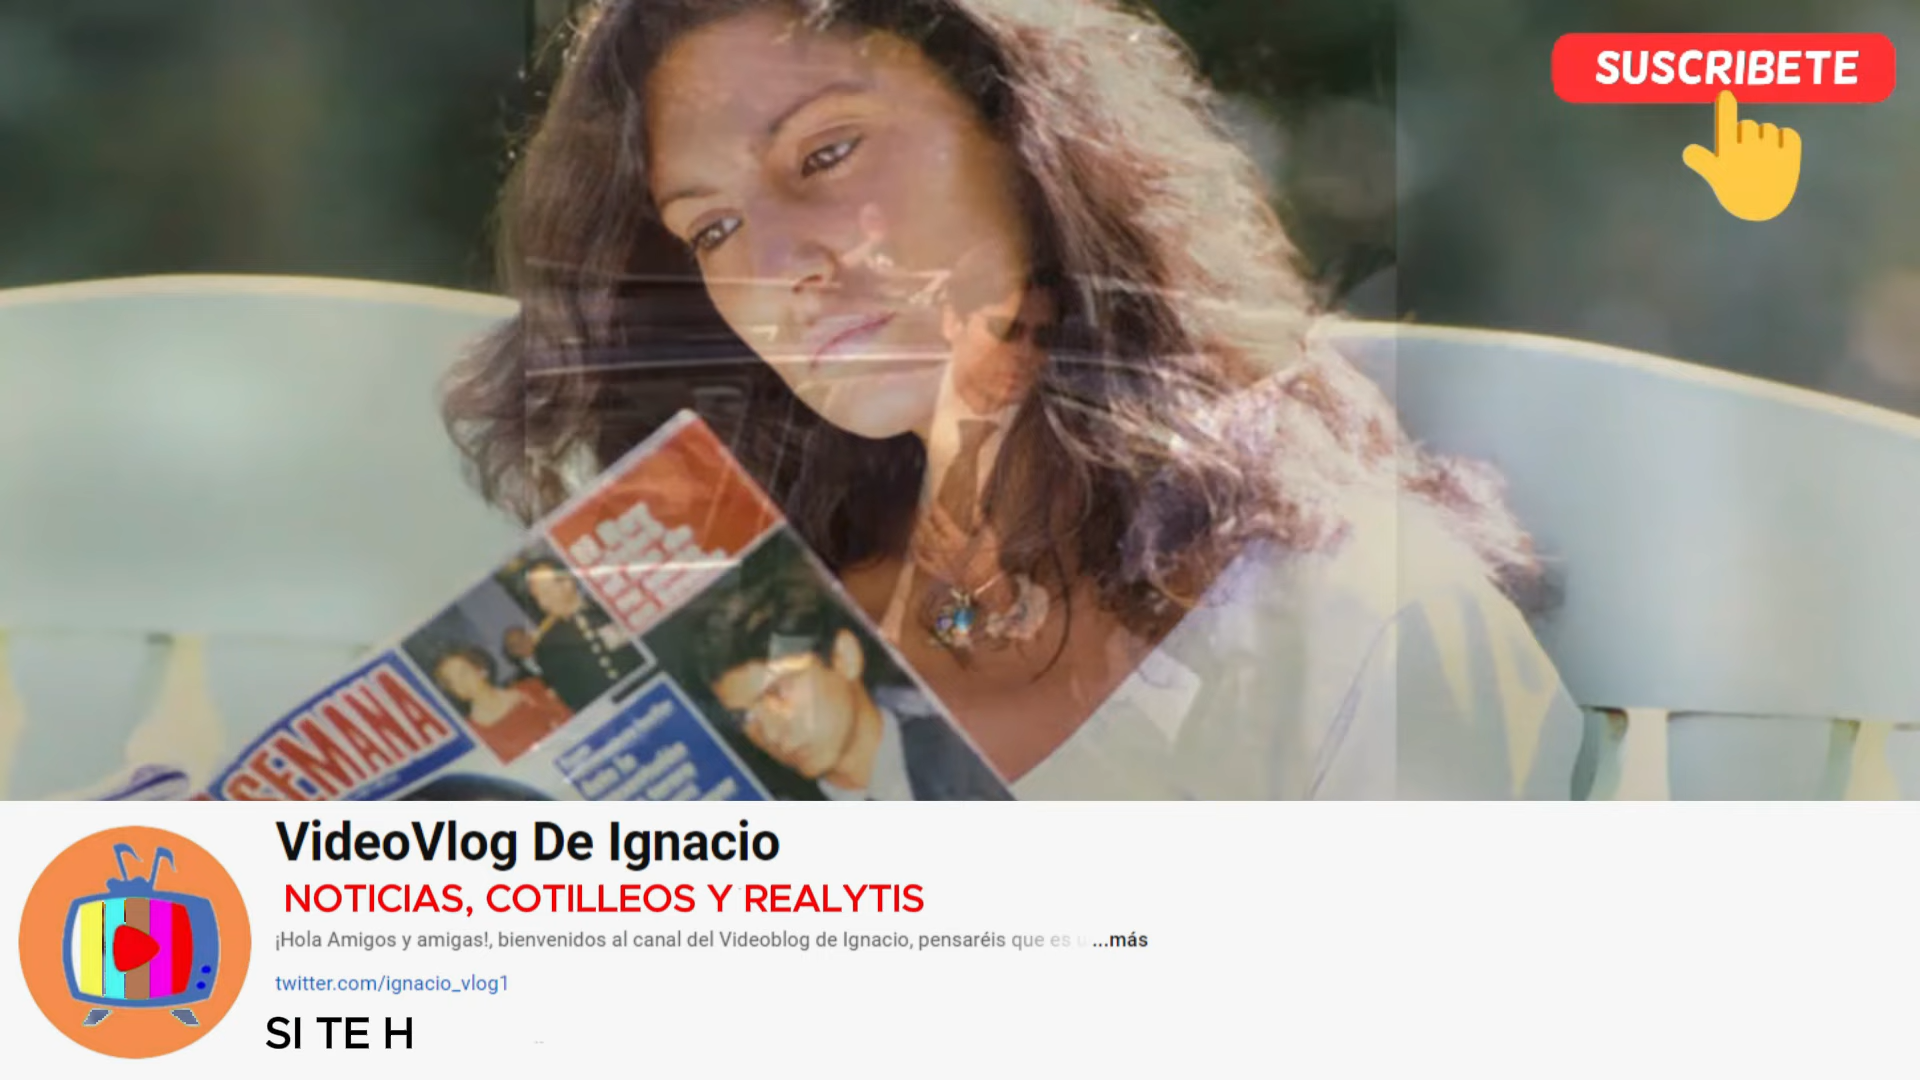 SUSCRIBETE
SEMANA
VideoVlog De Ignacio
NOTICIAS, COTILLEOS Y REALYTIS
¡Hola Amigos y amigas!, bienvenidos al canal del Videoblog de Ignacio, pensaréis que es u ...más
twitter.com/ignacio_vlog1
SI TE H